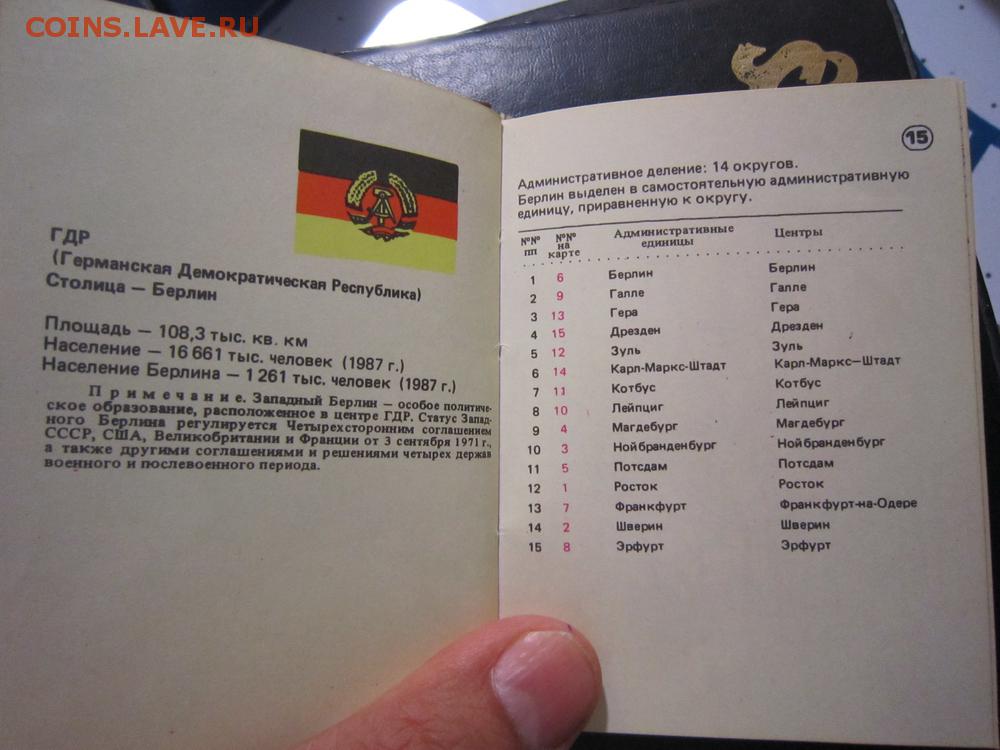 COINS.LAVE.RU
ГДР
(Германская Демократическая Республика)
Столица – Берлин
Площадь – 108,3 тыс. кв. км
Население – 16 661 тыс. человек (1987 г.)
Население Берлина – 1 261 тыс. человек (1987 г.)
Примечание. Западный Берлин – особое политиче-
ское образование, расположенное в центре ГДР. Статус Запад-
ного Берлина регулируется Четырехсторонним соглашением
СССР, США, Великобритании и Франции от 3 сентября 1971 г.,
а также другими соглашениями и решениями четырех держав
военного и послевоенного периода.
15
Административное деление: 14 округов.
Берлин выделен в самостоятельную административную
единицу, приравненную к округу.
№№ пп №№ на карте Административные единицы Центры
1 6 Берлин Берлин
2 9 Галле Галле
3 13 Гера Гера
4 15 Дрезден Дрезден
5 12 Зуль Зуль
6 14 Карл-Маркс-Штадт Карл-Маркс–Штадт
7 11 Котбус Котбус
8 10 Лейпциг Лейпциг
9 4 Магдебург Магдебург
10 3 Нойбранденбург Нойбранденбург
11 5 Потсдам Потсдам
12 1 Росток Росток
13 7 Франкфурт Франкфурт-на-Одере
14 2 Шверин Шверин
15 8 Эрфурт Эрфурт